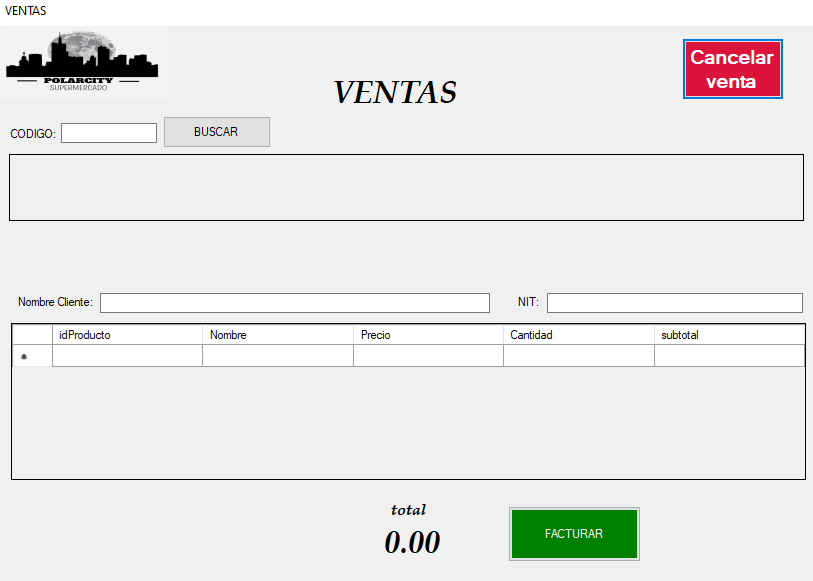 VENTAS
POLARCITY
SUPERMERCADO
VENTAS
Cancelar
venta
CODIGO:
BUSCAR
Nombre Cliente:
NIT:
idProducto Nombre Precio Cantidad subtotal
*
total
0.00
FACTURAR